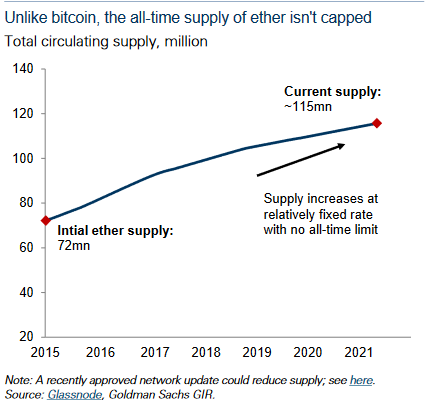 Unlike bitcoin, the all-time supply of ether isn't capped
Total circulating supply, million
140
120
100
80
60
40
20
Current supply:
~115mn
Supply increases at
relatively fixed rate
with no all-time limit
Intial ether supply:
72mn
2015 2016 2017 2017 2019 2020 2021
Note: A recently approved network update could reduce supply; see here.
Source: Glassnode, Goldman Sachs GIR.